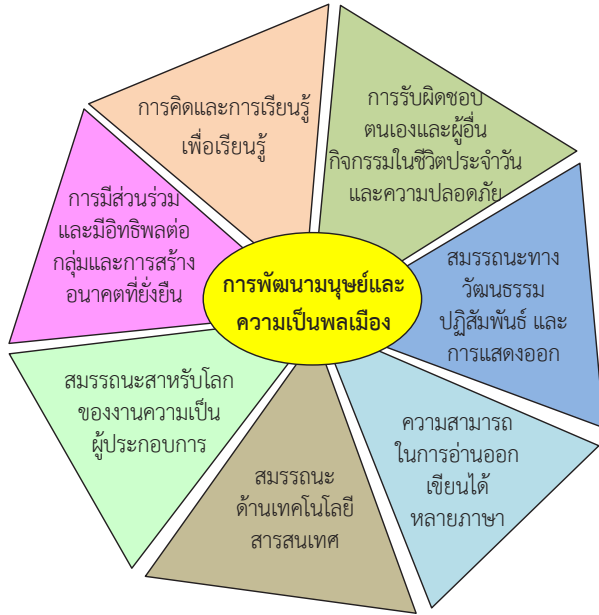 การคิดและการเรียนรู้
เพื่อเรียนรู้
การรับผิดชอบ
ตนเองและผู้อื่น
กิจกรรมในชีวิตประจำวัน
และความปลอดภัย
สมรรถนะทาง
วัฒนธรรม
ปฏิสัมพันธ์ และ
การแสดงออก
ความสามารถ
ในการอ่านออก
เขียนได้
หลายภาษา
สมรรถนะ
ด้านเทคโนโลยี
สารสนเทศ
สมรรถนะสาหรับโลก
ของงานความเป็น
ผู้ประกอบการ
การมีส่วนร่วม
และมีอิทธิพลต่อ
กลุ่มและการสร้าง
อนาคตที่ยั่งยืน
การพัฒนามนุษย์และ
ความเป็นพลเมือง